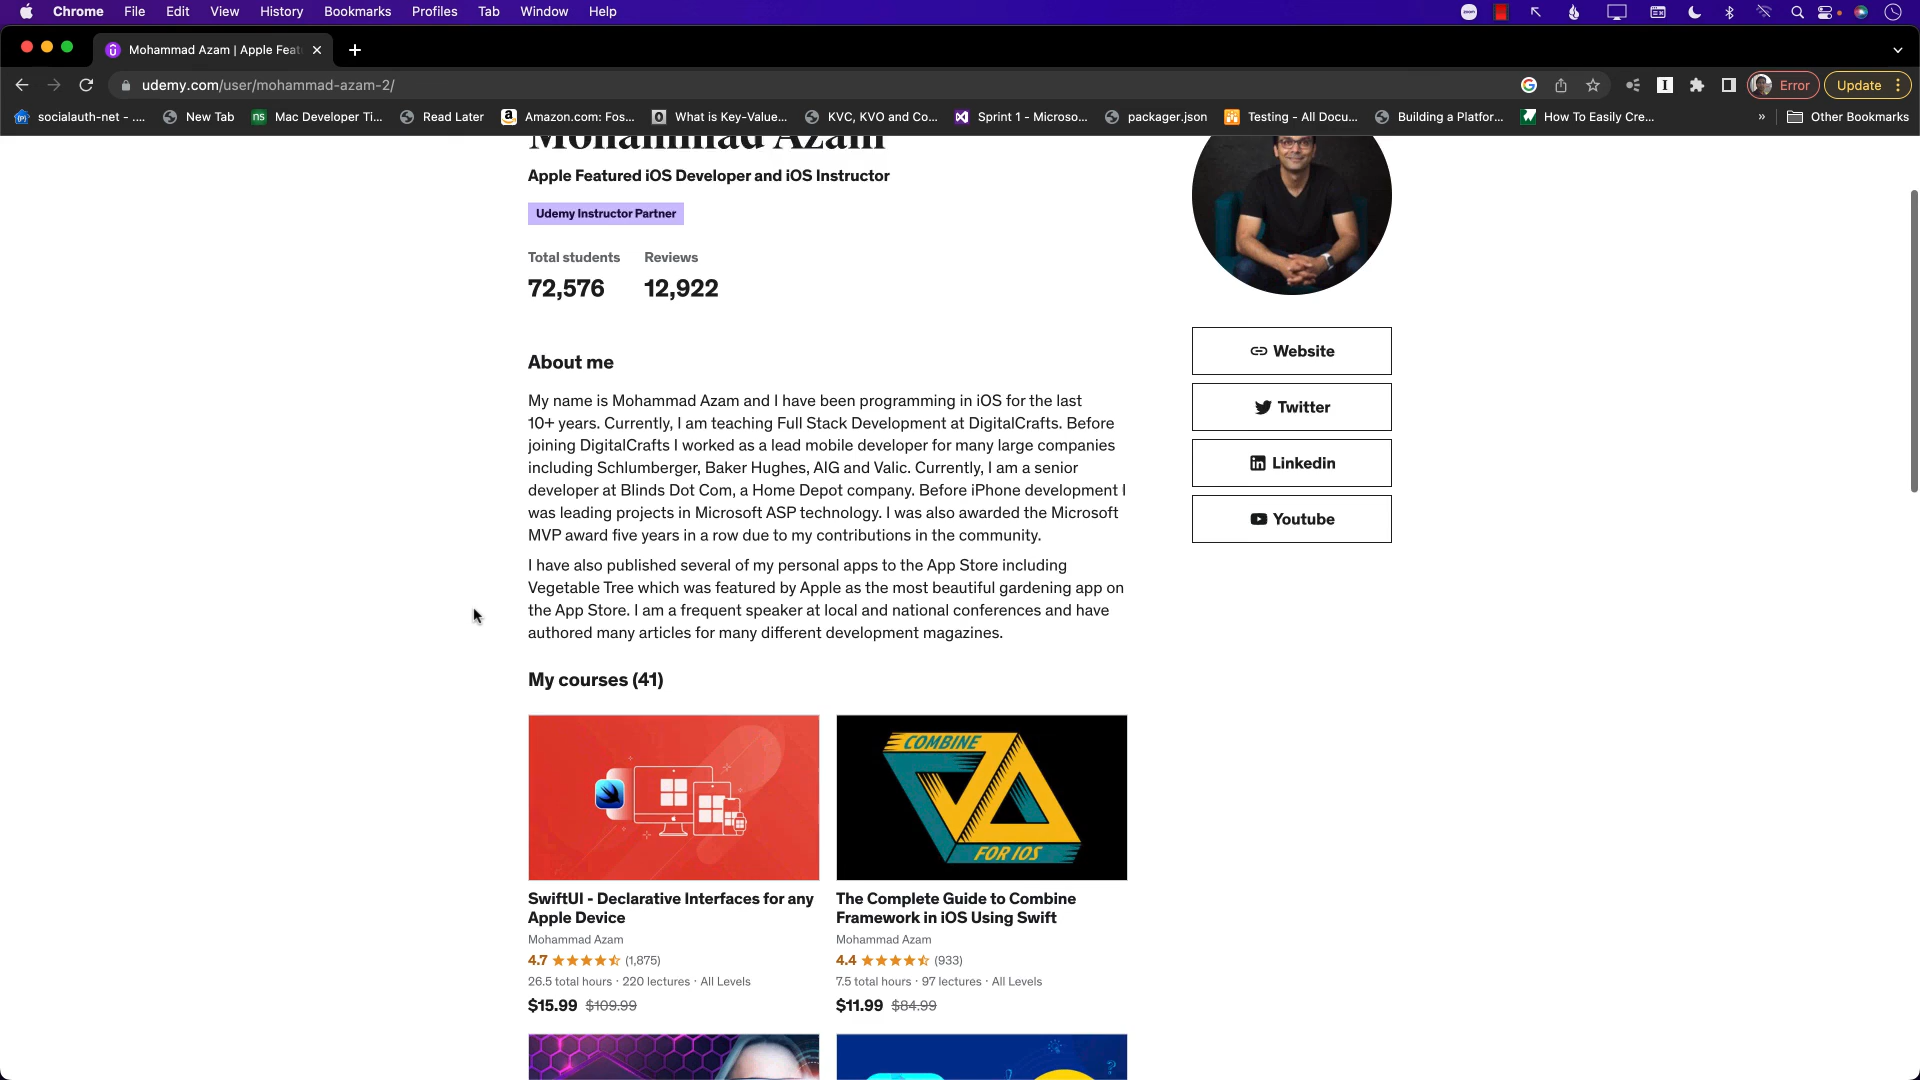 Chrome File Edit View History Bookmarks Profiles Tab Window Help
Mohammad Azam | Apple Feat
udemy.com/user/mohammad-azam-2/
Error
Update
socialauth-net - ....
New Tab
Mac Developer Ti...
Read Later
Amazon.com: Fos...
What is Key-Value...
KVC, KVO and Co...
Sprint 1 - Microso...
packager.json
Testing - All Docu...
Building a Platfor...
How To Easily Cre...
»
Other Bookmarks
Mohammad Azam
Apple Featured iOS Developer and iOS Instructor
Udemy Instructor Partner
Total students Reviews
72,576 12,922
About me
My name is Mohammad Azam and I have been programming in iOS for the last
10+ years. Currently, I am teaching Full Stack Development at DigitalCrafts. Before
joining DigitalCrafts I worked as a lead mobile developer for many large companies
including Schlumberger, Baker Hughes, AIG and Valic. Currently, I am a senior
developer at Blinds Dot Com, a Home Depot company. Before iPhone development I
was leading projects in Microsoft ASP technology. I was also awarded the Microsoft
MVP award five years in a row due to my contributions in the community.
I have also published several of my personal apps to the App Store including
Vegetable Tree which was featured by Apple as the most beautiful gardening app on
the App Store. I am a frequent speaker at local and national conferences and have
authored many articles for many different development magazines.
Website
Twitter
Linkedin
Youtube
My courses (41)
COMBINE
FOR IOS
SwiftUI - Declarative Interfaces for any
Apple Device
Mohammad Azam
4.7 (1,875)
26.5 total hours · 220 lectures · All Levels
$15.99 $109.99
The Complete Guide to Combine
Framework in iOS Using Swift
Mohammad Azam
4.4 (933)
7.5 total hours · 97 lectures · All Levels
$11.99 $84.99